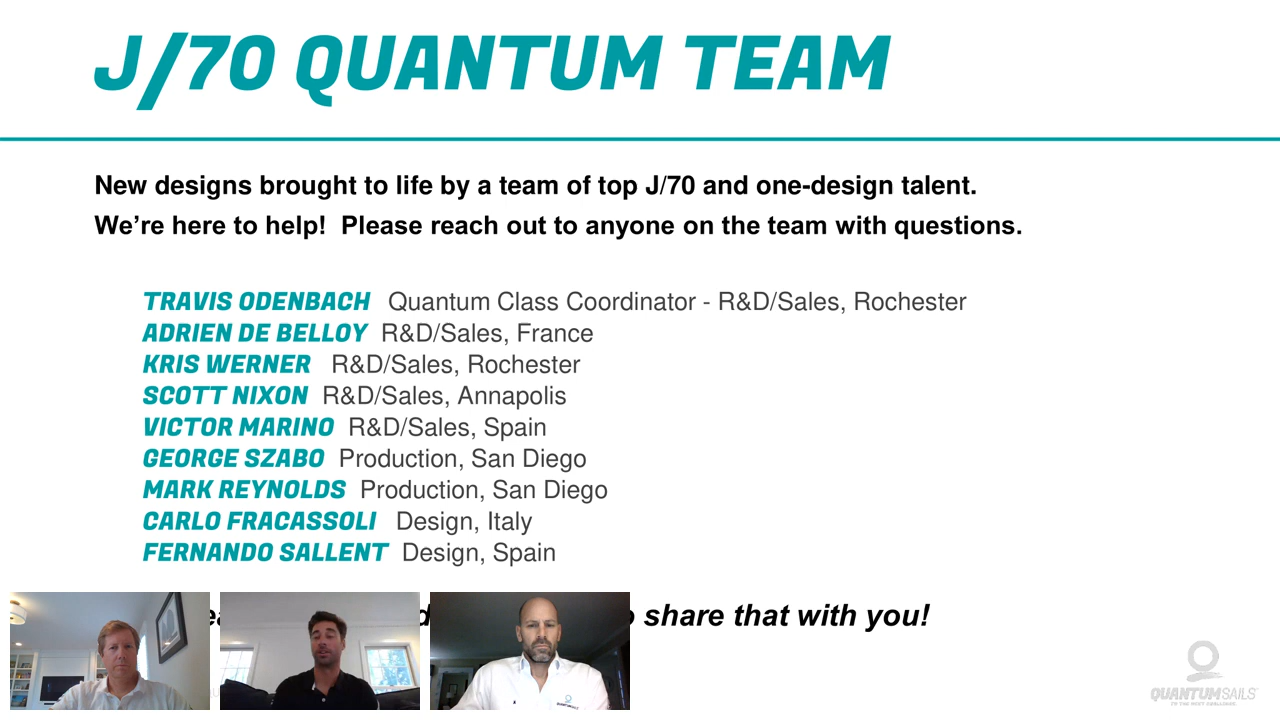 J/70 QUANTUM TEAM
New designs brought to life by a team of top J/70 and one-design talent.
We’re here to help!  Please reach out to anyone on the team with questions.
TRAVIS ODENBACH Quantum Class Coordinator - R&D/Sales, Rochester
ADRIEN DE BELLOY R&D/Sales, France
KRIS WERNER R&D/Sales, Rochester
SCOTT NIXON R&D/Sales, Annapolis
VICTOR MARINO R&D/Sales, Spain
GEORGE SZABO Production, San Diego
MARK REYNOLDS Production, San Diego
CARLO FRACASSOLI Design, Italy
FERNANDO SALLENT Design, Spain
share that with you!
QUANTUMSAILS